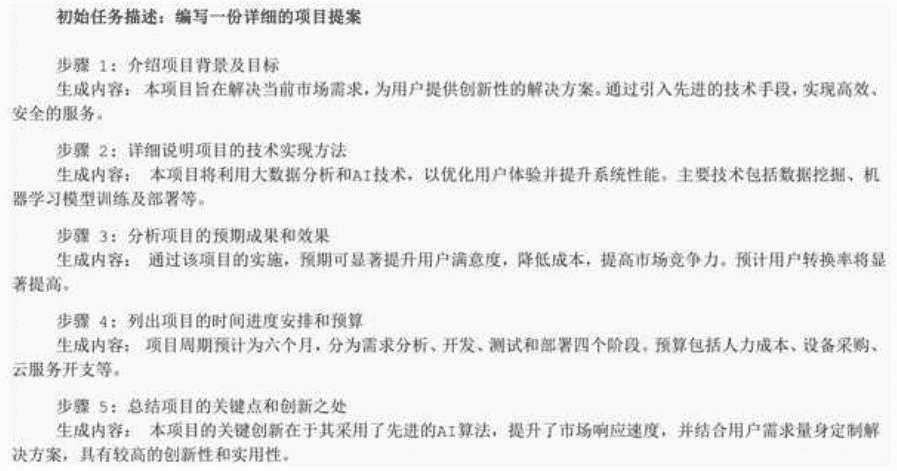 初始任务描述：编写一份详细的项目提案
步骤 1：介绍项目背景及目标
生成内容：本项目旨在解决当前市场需求，为用户提供创新性的解决方案。通过引入先进的技术手段，实现高效、
安全的服务。
步骤 2：详细说明项目的技术实现方法
生成内容： 本项目将利用大数据分析和AI技术，以优化用户体验并提升系统性能。主要技术包括数据挖掘、机
器学习模型训练及部署等。
步骤 3：分析项目的预期成果和效果
生成内容： 通过该项目的实施，预期可显著提升用户满意度，降低成本，提高市场竞争力。预计用户转换率将显
著提高。
步骤 4：列出项目的时间进度安排和预算
生成内容： 项目周期预计为六个月，分为需求分析、开发、测试和部署四个阶段。预算包括人力成本、设备采购、
云服务开支等。
步骤 5：总结项目的关键点和创新之处
生成内容： 本项目的关键创新在于其采用了先进的AI算法，提升了市场响应速度，并结合用户需求量身定制解
决方案，具有较高的创新性和实用性。